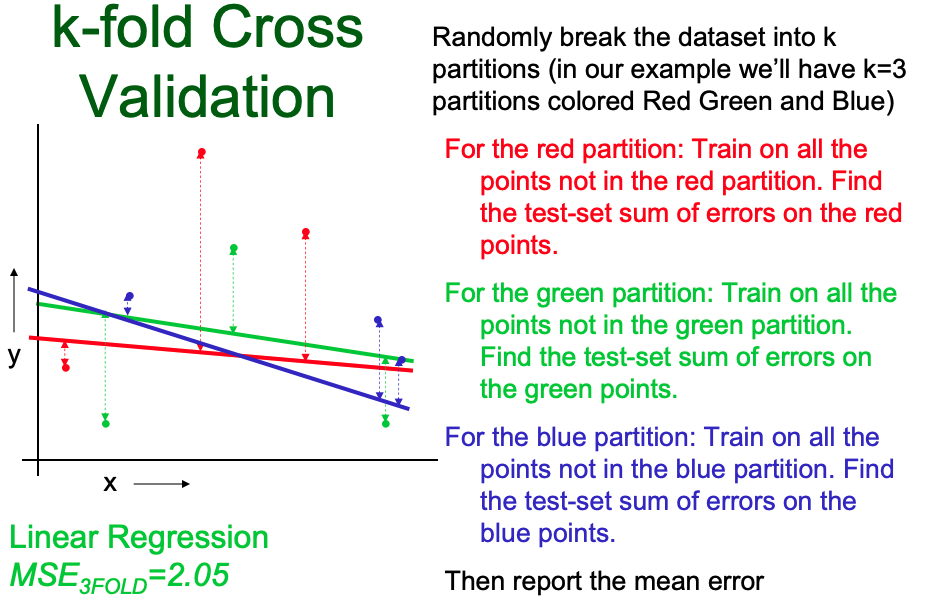 k-fold Cross
Validation
Randomly break the dataset into k
partitions (in our example we’ll have k=3
partitions colored Red Green and Blue)
For the red partition: Train on all the
points not in the red partition. Find
the test-set sum of errors on the red
points.
For the green partition: Train on all the
points not in the green partition.
Find the test-set sum of errors on
the green points.
For the blue partition: Train on all the
points not in the blue partition. Find
the test-set sum of errors on the
blue points.
Then report the mean error
y
x
Linear Regression
MSE3FOLD=2.05